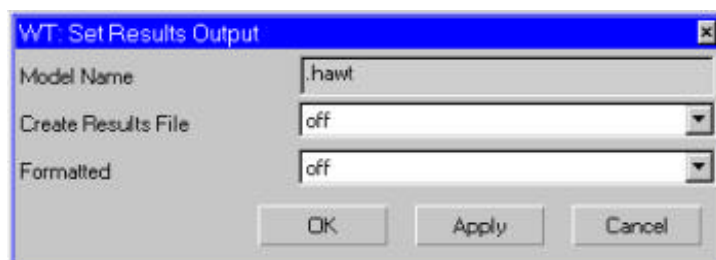 WT: Set Results Output
Model Name .hawt
Create Results File off
Formatted off
OK Apply Cancel